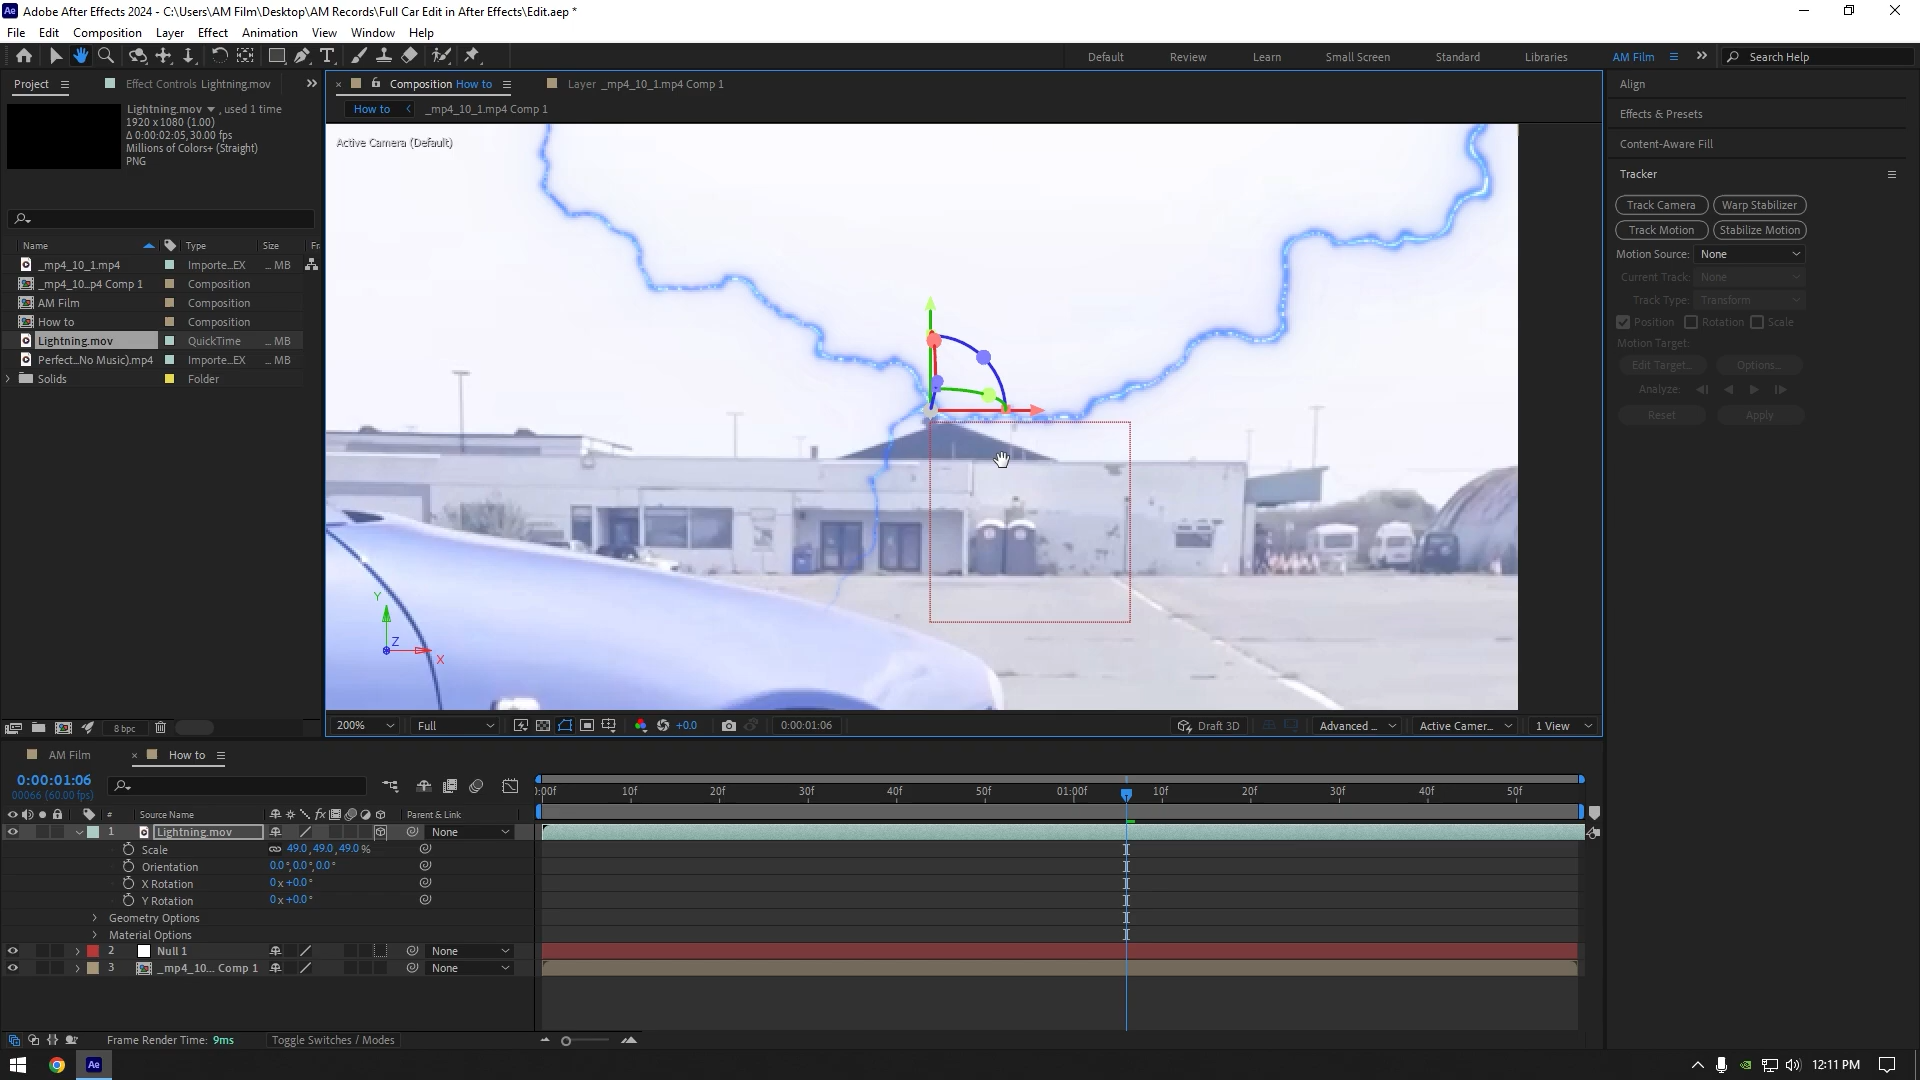 Adobe After Effects 2024 - C:\Users\AM Film\Desktop\AM Records\Full Car Edit in After Effects\Edit.aep *
File Edit Composition Layer Effect Animation View Window Help
Default Review Learn Small Screen Standard Libraries AM Film Search Help
Project Effect Controls Lightning.mov
Composition How to Layer _mp4_10_1.mp4 Comp 1
How to _mp4_10_1.mp4 Comp 1
Lightning.mov , used 1 time
1920 x 1080 (1.00)
Δ 0:00:02:05, 30.00 fps
Millions of Colors+ (Straight)
PNG
Name Type Size Fr
_mp4_10_1.mp4 Importe...EX ... MB
_mp4_10...p4 Comp 1 Composition
AM Film Composition
How to Composition
Lightning.mov QuickTime ... MB
Perfect...No Music).mp4 Importe...EX ... MB
Solids Folder
8 bpc
Active Camera (Default)
Y
Z
X
200% Full +0.0 0:00:01:06 Draft 3D Advanced ... Active Camer... 1 View
Align
Effects & Presets
Content-Aware Fill
Tracker
Track Camera Warp Stabilizer
Track Motion Stabilize Motion
Motion Source: None
Current Track: None
Track Type: Transform
Position Rotation Scale
Motion Target:
Edit Target... Options...
Analyze:
Reset Apply
AM Film How to
0:00:01:06
00066 (60.00 fps)
):00f 10f 20f 30f 40f 50f 01:00f 10f 20f 30f 40f 50f
# Source Name fx Parent & Link
1 Lightning.mov None
Scale 49.0, 49.0, 49.0 %
Orientation 0.0 °, 0.0 °, 0.0 °
X Rotation 0 x +0.0 °
Y Rotation 0 x +0.0 °
Geometry Options
Material Options
2 Null 1 None
3 _mp4_10... Comp 1 None
Frame Render Time: 9ms Toggle Switches / Modes
Ae 12:11 PM